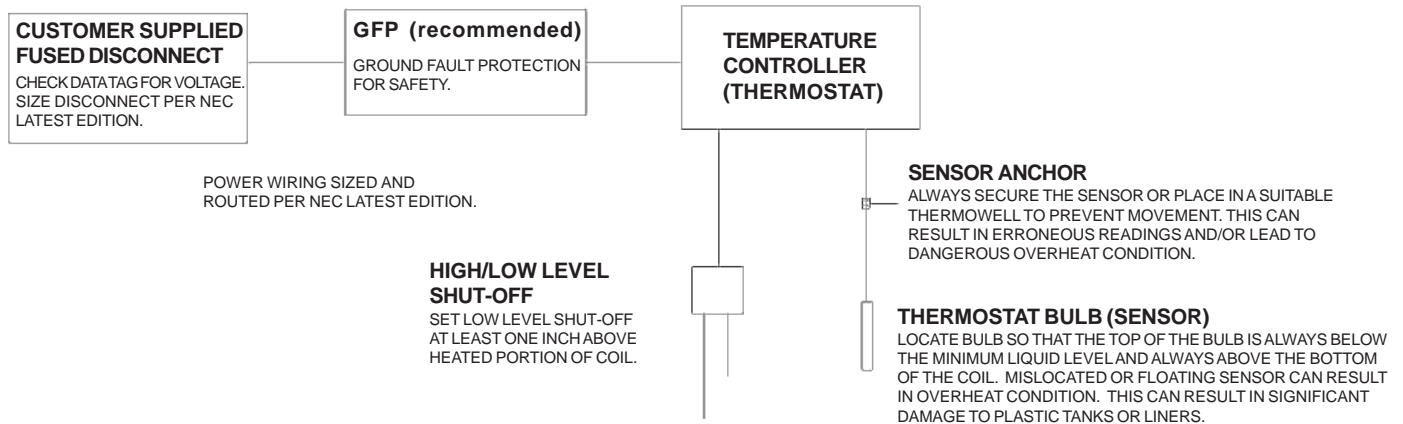 CUSTOMER SUPPLIED
FUSED DISCONNECT
CHECK DATA TAG FOR VOLTAGE.
SIZE DISCONNECT PER NEC
LATEST EDITION.
GFP (recommended)
GROUND FAULT PROTECTION
FOR SAFETY.
TEMPERATURE
CONTROLLER
(THERMOSTAT)
POWER WIRING SIZED AND
ROUTED PER NEC LATEST EDITION.
SENSOR ANCHOR
ALWAYS SECURE THE SENSOR OR PLACE IN A SUITABLE
THERMOWELL TO PREVENT MOVEMENT. THIS CAN
RESULT IN ERRONEOUS READINGS AND/OR LEAD TO
DANGEROUS OVERHEAT CONDITION.
HIGH/LOW LEVEL
SHUT-OFF
SET LOW LEVEL SHUT-OFF
AT LEAST ONE INCH ABOVE
HEATED PORTION OF COIL.
THERMOSTAT BULB (SENSOR)
LOCATE BULB SO THAT THE TOP OF THE BULB IS ALWAYS BELOW
THE MINIMUM LIQUID LEVEL AND ALWAYS ABOVE THE BOTTOM
OF THE COIL. MISLOCATED OR FLOATING SENSOR CAN RESULT
IN OVERHEAT CONDITION. THIS CAN RESULT IN SIGNIFICANT
DAMAGE TO PLASTIC TANKS OR LINERS.